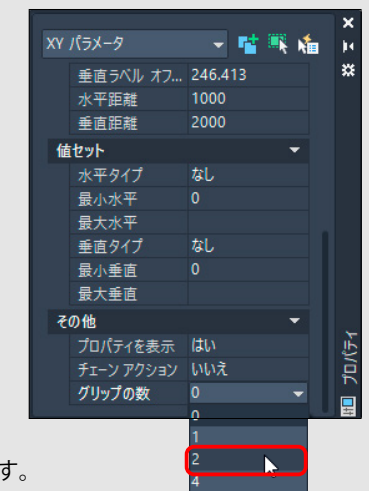 XY パラメータ
垂直ラベル オフ... 246.413
水平距離 1000
垂直距離 2000
値セット
水平タイプ なし
最小水平 0
最大水平
垂直タイプ なし
最小垂直 0
最大垂直
その他
プロパティを表示 はい
チェーン アクション いいえ
グリップの数 0
0
1
2
4
プロパティ
す。